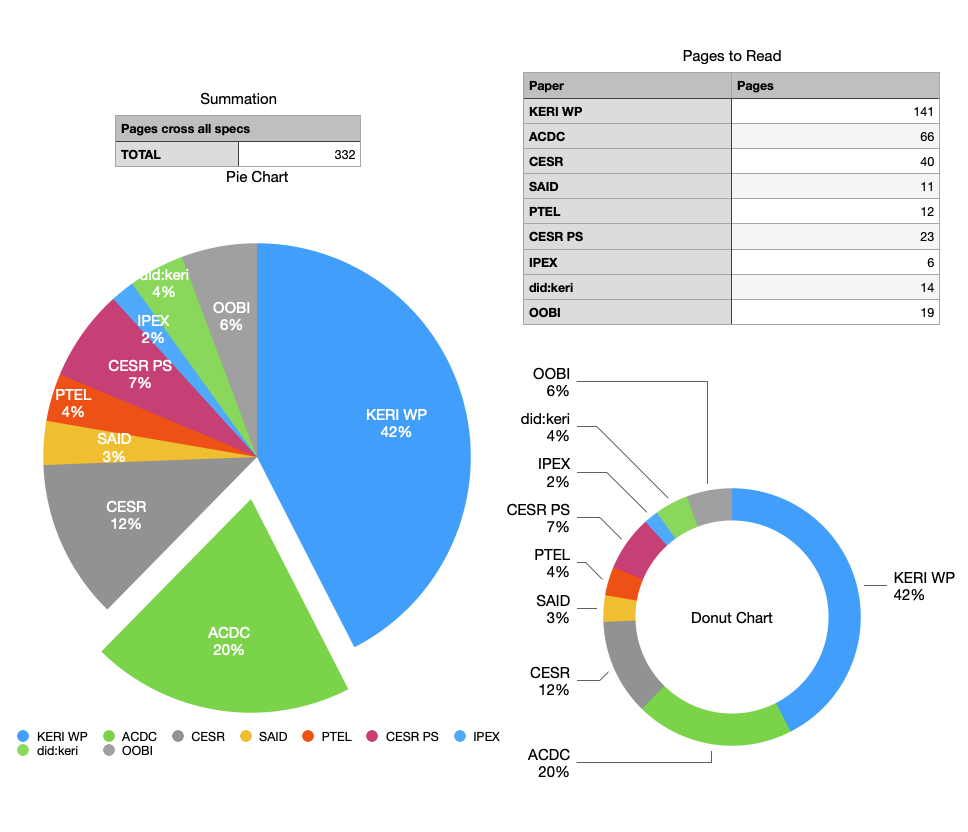 Summation
Pages cross all specs
TOTAL 332
Pie Chart
did:keri
4%
OOBI
6%
IPEX
2%
CESR PS
7%
PTEL
4%
SAID
3%
CESR
12%
KERI WP
42%
ACDC
20%
KERI WP ACDC CESR SAID PTEL CESR PS IPEX
did:keri OOBI
Pages to Read
Paper Pages
KERI WP 141
ACDC 66
CESR 40
SAID 11
PTEL 12
CESR PS 23
IPEX 6
did:keri 14
OOBI 19
OOBI
6%
did:keri
4%
IPEX
2%
CESR PS
7%
PTEL
4%
SAID
3%
CESR
12%
ACDC
20%
Donut Chart
KERI WP
42%